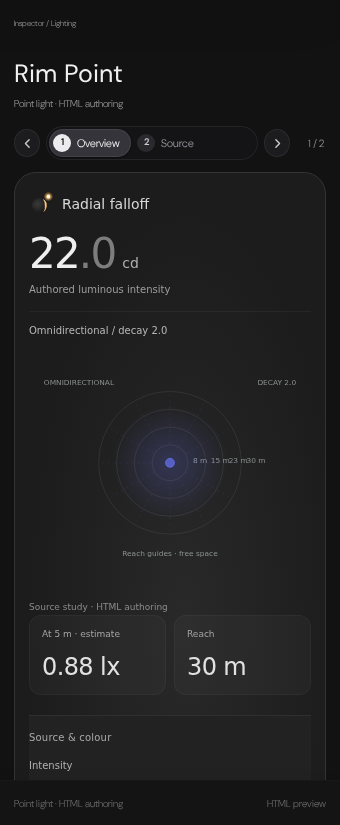 Inspector / Lighting
Rim Point
Point light · HTML authoring
1 Overview 2 Source 1 / 2
Radial falloff
22.0 cd
Authored luminous intensity
Omnidirectional / decay 2.0
OMNIDIRECTIONAL DECAY 2.0
8 m 15 m 23 m 30 m
Reach guides · free space
Source study · HTML authoring
At 5 m · estimate Reach
0.88 lx 30 m
Source & colour
Intensity
Point light · HTML authoring HTML preview